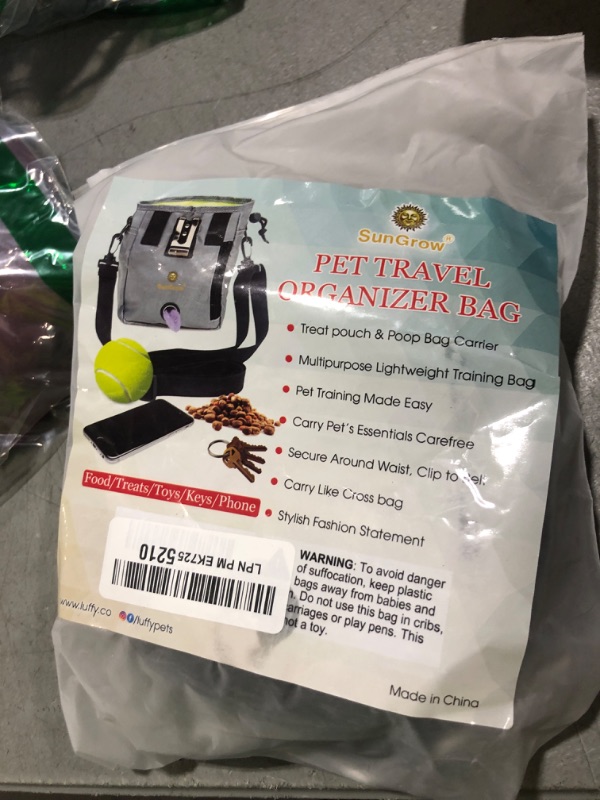 SunGrow®
PET TRAVEL
ORGANIZER BAG
SunGrow
Treat pouch & Poop Bag Carrier
Multipurpose Lightweight Training Bag
Pet Training Made Easy
Carry Pet's Essentials Carefree
Secure Around Waist, Clip to
Carry Like Cross bag
Stylish Fashion Statement
Food/Treats/Toys/Keys/Phone
LPN PM EK725 5210
WARNING: To avoid danger
of suffocation, keep plastic
bags away from babies and
Do not use this bag in cribs,
or play pens. This
a toy.
www.luffy.co /luffypets
Made in China